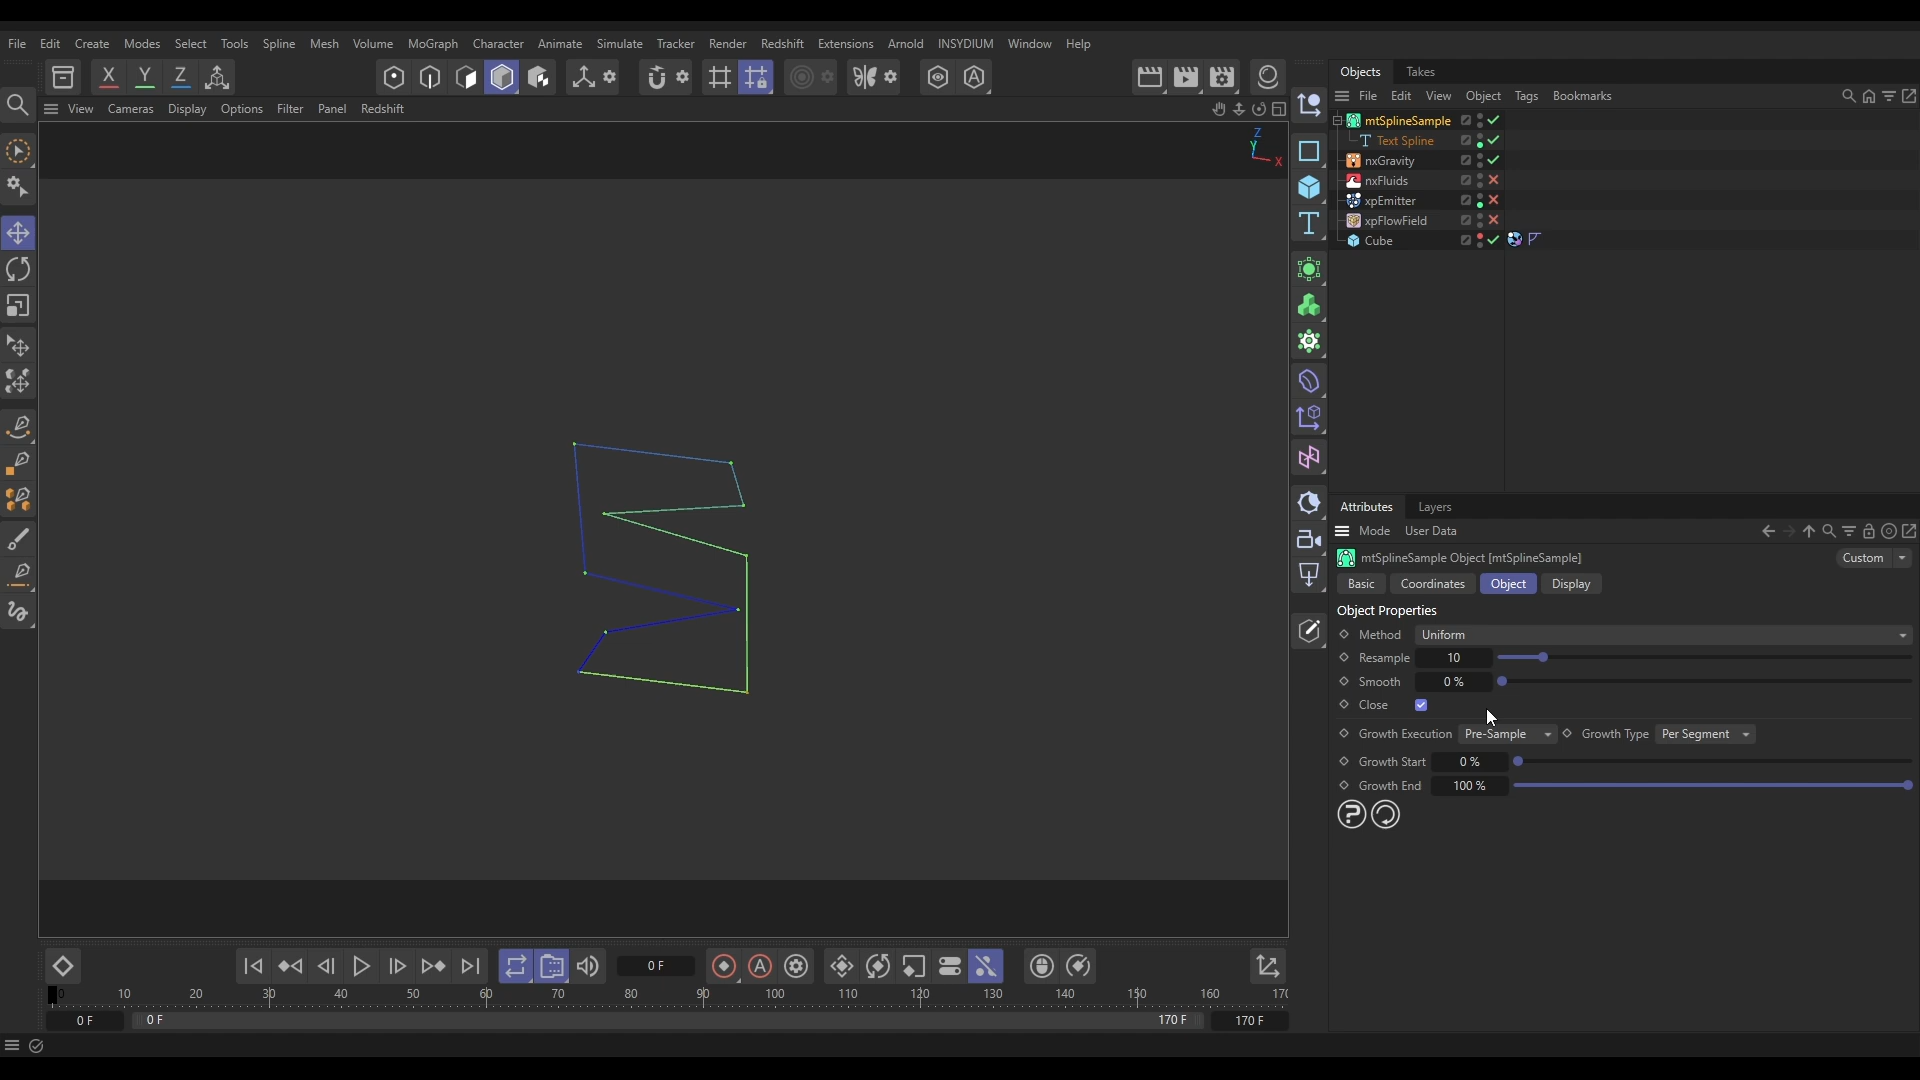 File Edit Create Modes Select Tools Spline Mesh Volume MoGraph Character Animate Simulate Tracker Render Redshift Extensions Arnold INSYDIUM Window Help
X Y Z
View Cameras Display Options Filter Panel Redshift
Z
Y
X
Objects Takes
File Edit View Object Tags Bookmarks
mtSplineSample
Text Spline
nxGravity
nxFluids
xpEmitter
xpFlowField
Cube
Attributes Layers
Mode User Data
mtSplineSample Object [mtSplineSample] Custom
Basic Coordinates Object Display
Object Properties
Method Uniform
Resample 10
Smooth 0 %
Close
Growth Execution Pre-Sample Growth Type Per Segment
Growth Start 0 %
Growth End 100 %
0 F
0 10 20 30 40 50 60 70 80 90 100 110 120 130 140 150 160 170
0 F 0 F 170 F 170 F